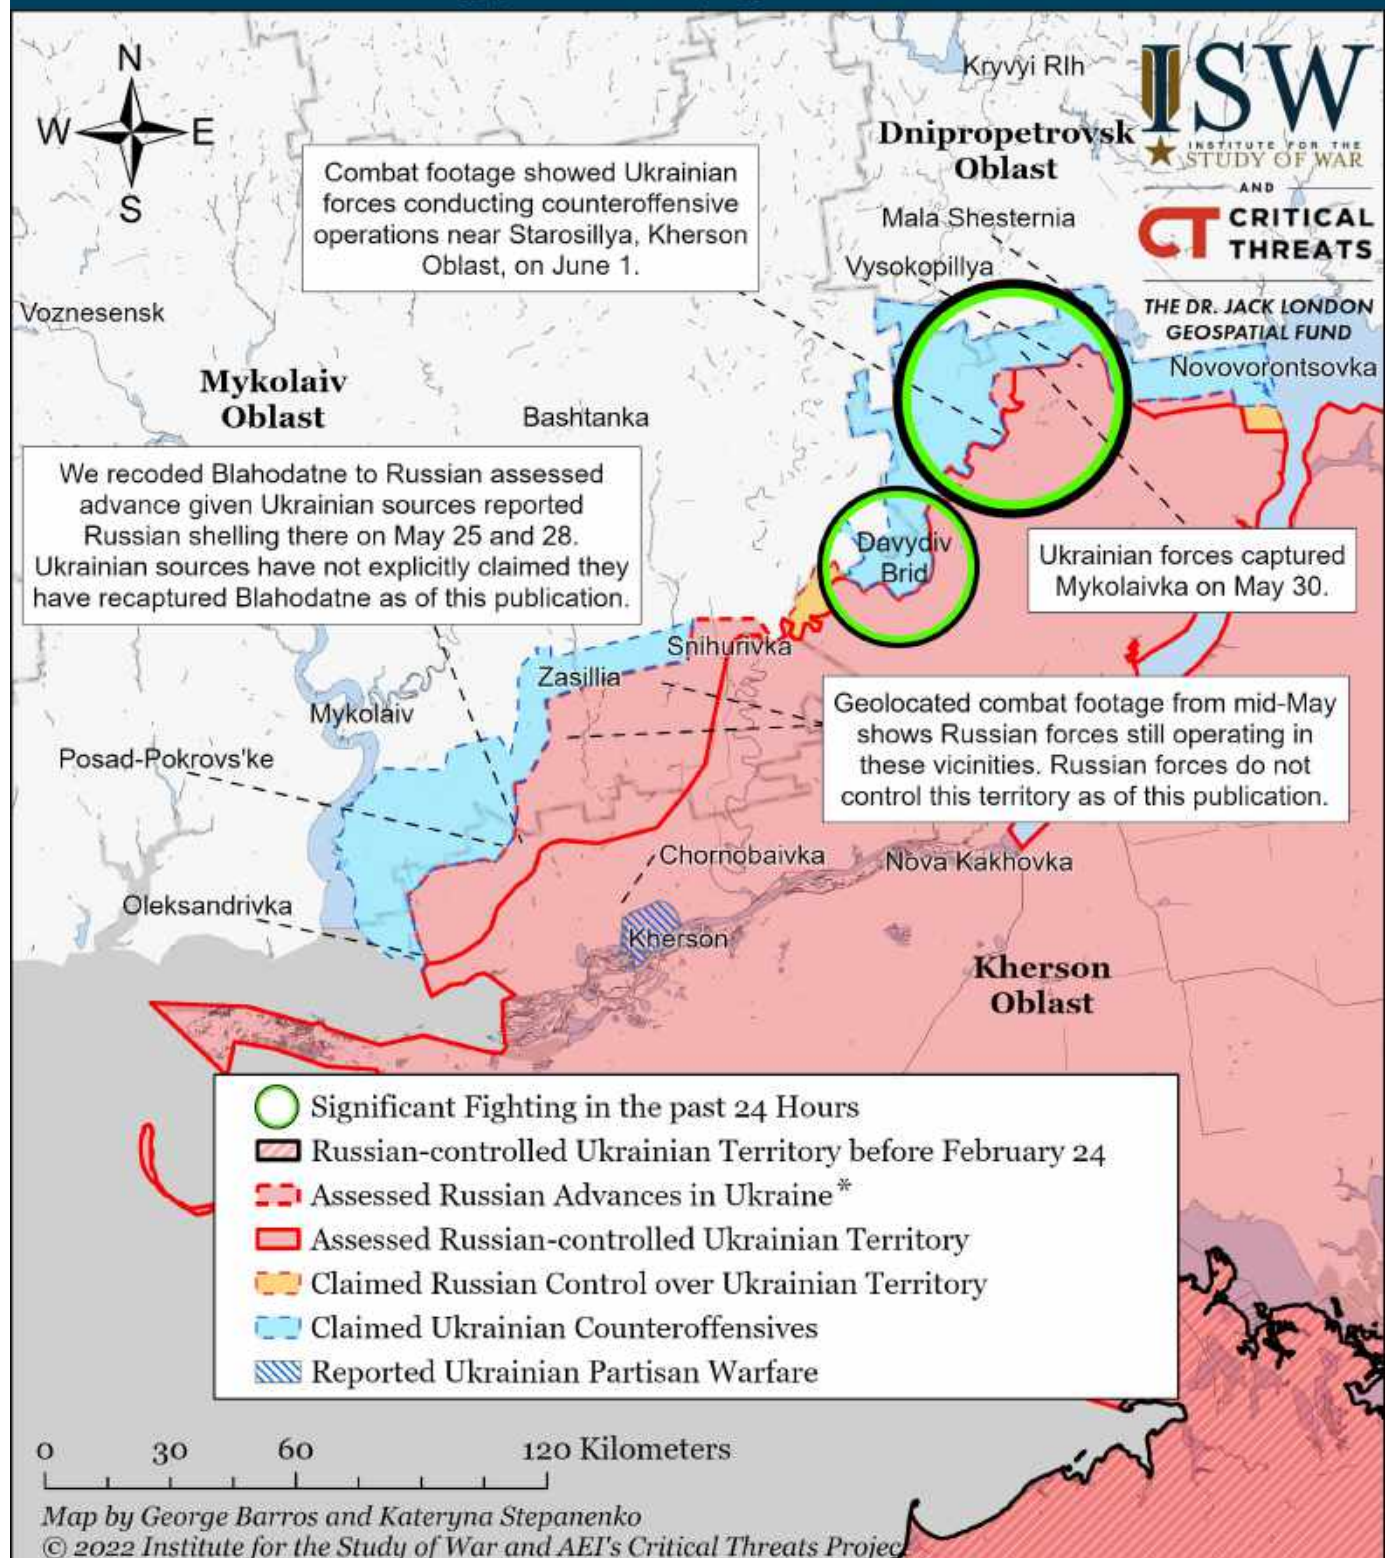 N
W
E
S
Kryvyi RIh
ISW
INSTITUTE FOR THE
STUDY OF WAR
AND
CT CRITICAL
THREATS
THE DR. JACK LONDON
GEOSPATIAL FUND
Dnipropetrovsk
Oblast
Combat footage showed Ukrainian
forces conducting counteroffensive
operations near Starosillya, Kherson
Oblast, on June 1.
Mala Shesternia
Vysokopillya
Voznesensk
Novovorontsovka
Mykolaiv
Oblast
Bashtanka
We recoded Blahodatne to Russian assessed
advance given Ukrainian sources reported
Russian shelling there on May 25 and 28.
Ukrainian sources have not explicitly claimed they
have recaptured Blahodatne as of this publication.
Davydiv
Brid
Ukrainian forces captured
Mykolaivka on May 30.
Snihurivka
Zasillia
Mykolaiv
Geolocated combat footage from mid-May
shows Russian forces still operating in
these vicinities. Russian forces do not
control this territory as of this publication.
Posad-Pokrovs'ke
Chornobaivka
Nova Kakhovka
Oleksandrivka
Kherson
Kherson
Oblast
Significant Fighting in the past 24 Hours
Russian-controlled Ukrainian Territory before February 24
Assessed Russian Advances in Ukraine*
Assessed Russian-controlled Ukrainian Territory
Claimed Russian Control over Ukrainian Territory
Claimed Ukrainian Counteroffensives
Reported Ukrainian Partisan Warfare
0 30 60 120 Kilometers
Map by George Barros and Kateryna Stepanenko
© 2022 Institute for the Study of War and AEI's Critical Threats Project